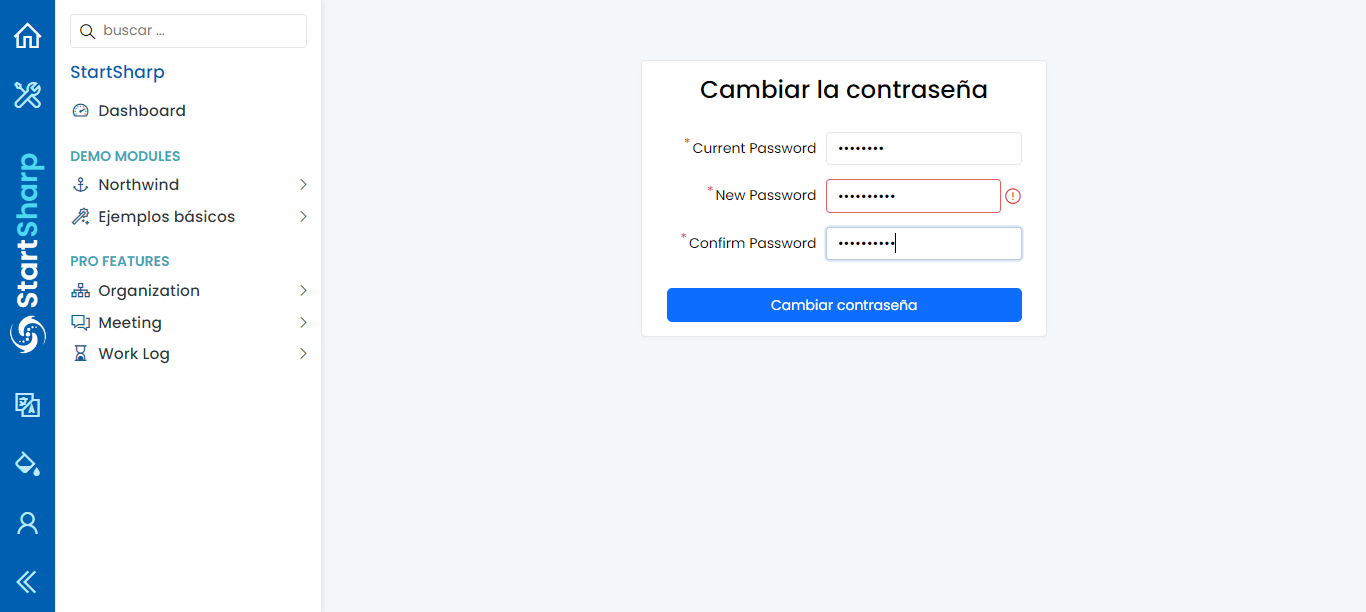 buscar ...
StartSharp
Dashboard
DEMO MODULES
Northwind
Ejemplos básicos
PRO FEATURES
Organization
Meeting
Work Log
StartSharp
Cambiar la contraseña
*Current Password ••••••••
*New Password ••••••••••
*Confirm Password ••••••••••
Cambiar contraseña